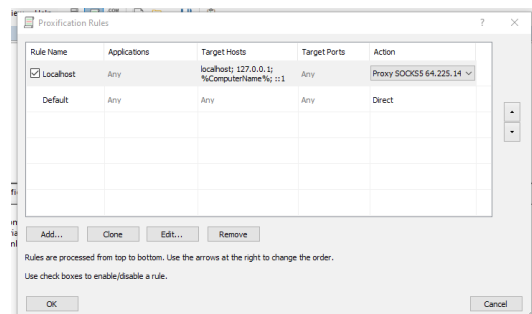 Help
Proxification Rules
? ×
Rule Name Applications Target Hosts Target Ports Action
Localhost Any localhost; 127.0.0.1; %ComputerName%; ::1 Any Proxy SOCKS5 64.225.14
Default Any Any Any Direct
Add... Clone Edit... Remove
Rules are processed from top to bottom. Use the arrows at the right to change the order.
Use check boxes to enable/disable a rule.
OK Cancel